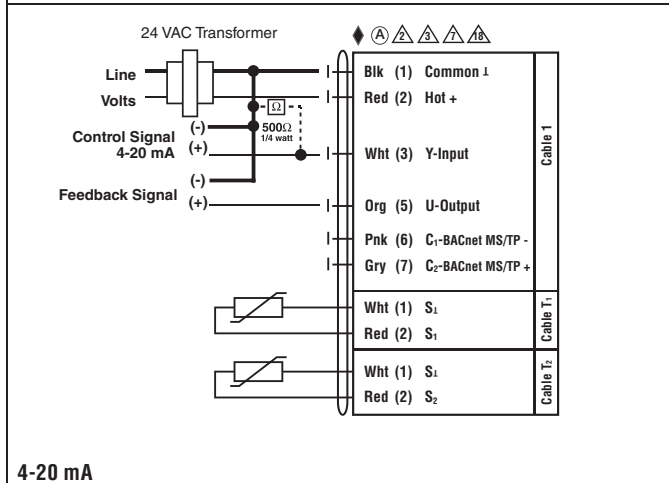 24 VAC Transformer
A 2 3 7 18
Line
Volts
Blk (1) Common ⊥
Red (2) Hot +
Ω
500Ω
1/4 watt
Control Signal (-)
4-20 mA (+)
Wht (3) Y-Input
Feedback Signal (-)
(+)
Org (5) U-Output
Pnk (6) C₁-BACnet MS/TP -
Gry (7) C₂-BACnet MS/TP +
Cable 1
Wht (1) S⊥
Red (2) S₁
Cable T₁
Wht (1) S⊥
Red (2) S₂
Cable T₂
4-20 mA